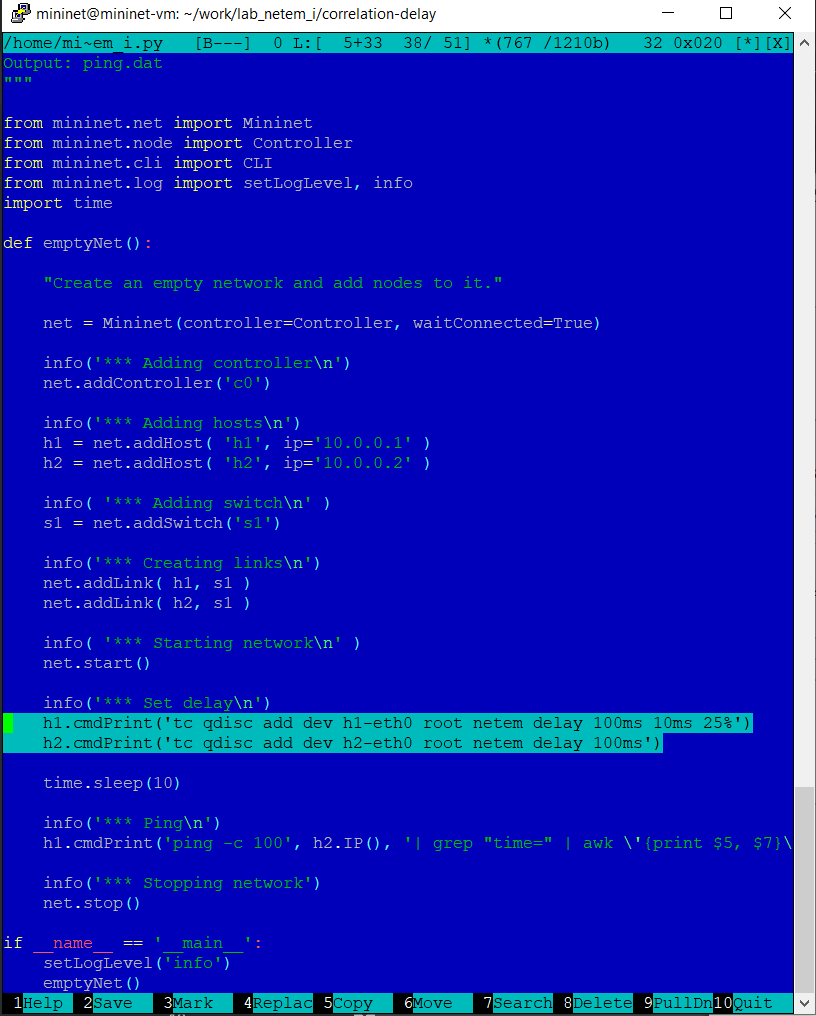 mininet@mininet-vm: ~/work/lab_netem_i/correlation-delay
/home/mi~em_i.py   [B---]  0 L:[  5+33  38/ 51] *(767 /1210b)   32 0x020 [*][X]
Output: ping.dat
"""
from mininet.net import Mininet
from mininet.node import Controller
from mininet.cli import CLI
from mininet.log import setLogLevel, info
import time
def emptyNet():
    "Create an empty network and add nodes to it."
    net = Mininet(controller=Controller, waitConnected=True)
    info('*** Adding controller\n')
    net.addController('c0')
    info('*** Adding hosts\n')
    h1 = net.addHost( 'h1', ip='10.0.0.1' )
    h2 = net.addHost( 'h2', ip='10.0.0.2' )
    info( '*** Adding switch\n' )
    s1 = net.addSwitch('s1')
    info('*** Creating links\n')
    net.addLink( h1, s1 )
    net.addLink( h2, s1 )
    info( '*** Starting network\n' )
    net.start()
    info('*** Set delay\n')
    h1.cmdPrint('tc qdisc add dev h1-eth0 root netem delay 100ms 10ms 25%')
    h2.cmdPrint('tc qdisc add dev h2-eth0 root netem delay 100ms')
    time.sleep(10)
    info('*** Ping\n')
    h1.cmdPrint('ping -c 100', h2.IP(), '| grep "time=" | awk \'{print $5, $7}\
    info('*** Stopping network')
    net.stop()
if __name__ == '__main__':
    setLogLevel('info')
    emptyNet()
1Help 2Save 3Mark 4Replac 5Copy 6Move 7Search 8Delete 9PullDn 10Quit